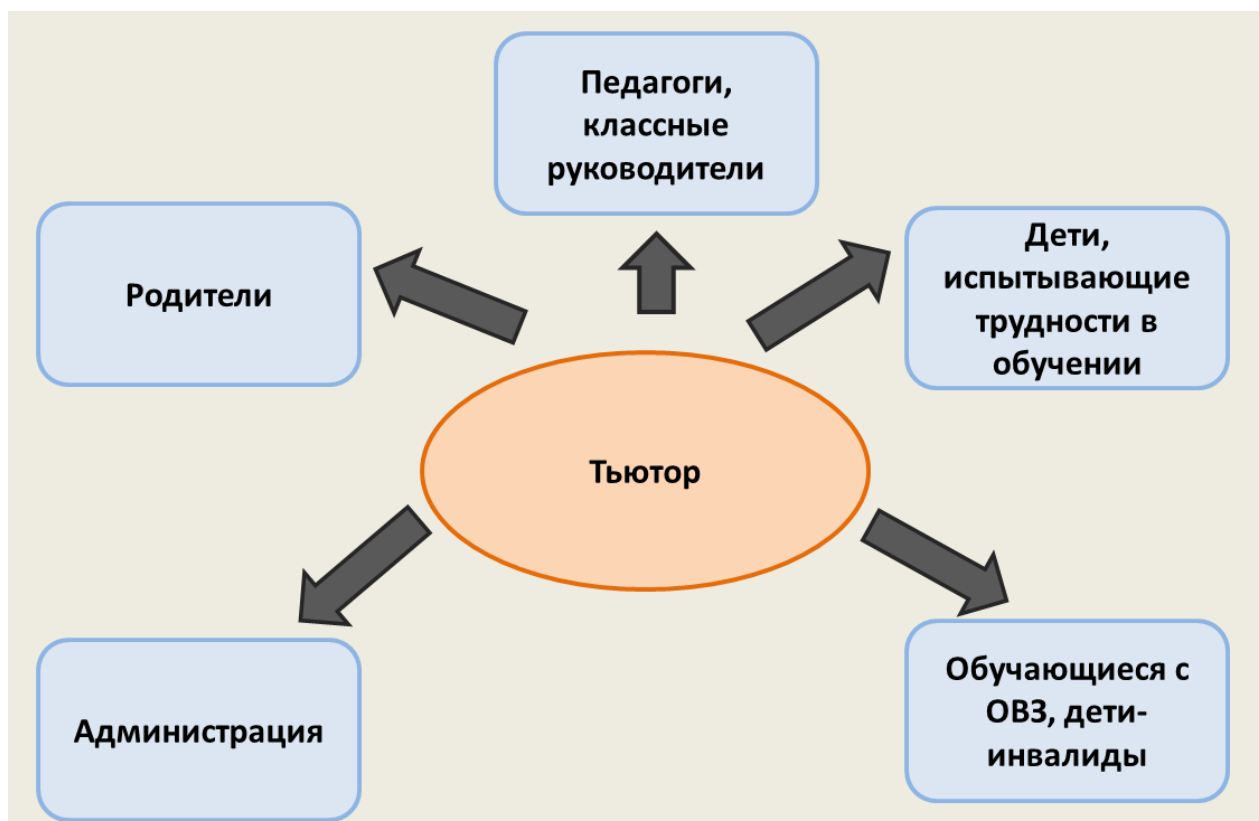 Педагоги,
классные
руководители
Родители
Дети,
испытывающие
трудности в
обучении
Тьютор
Администрация
Обучающиеся с
ОВЗ, дети-
инвалиды